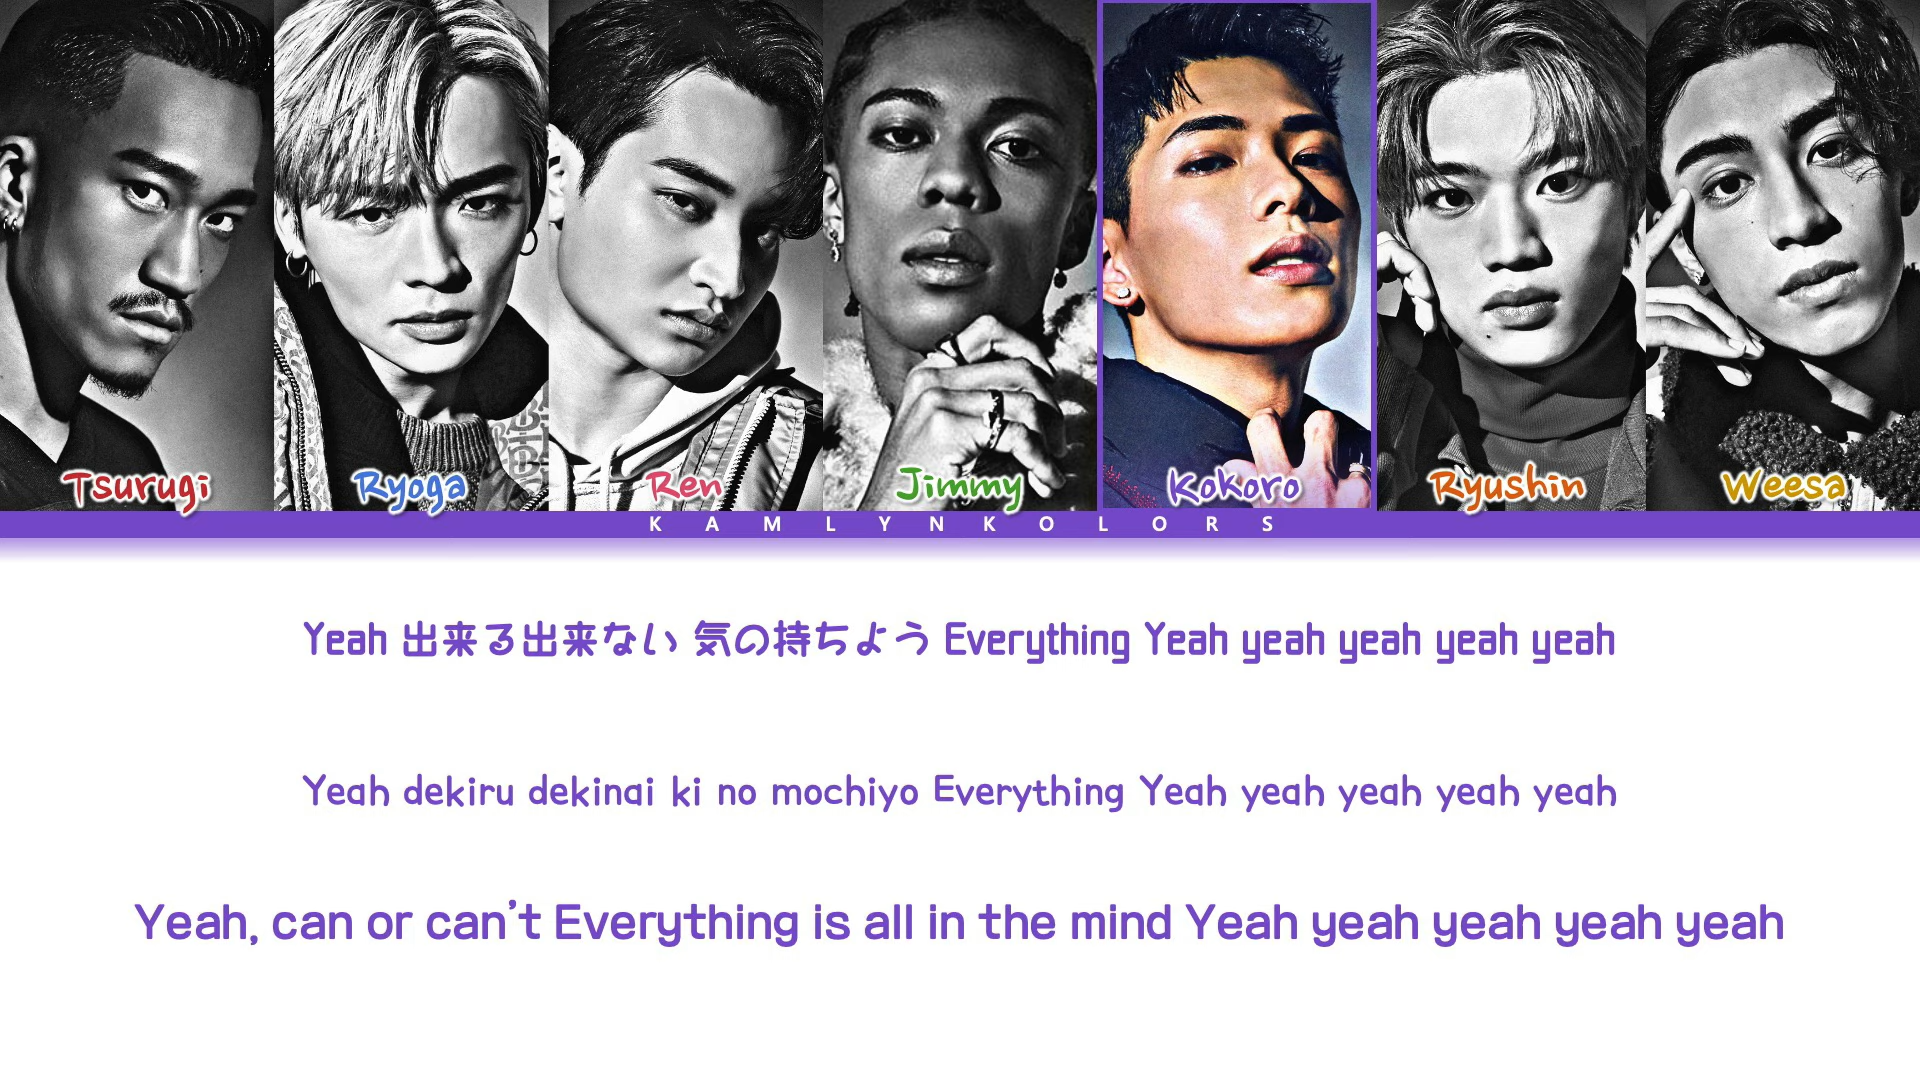 Tsurugi Ryoga Ren Jimmy Kokoro Ryushin Weesa
KAMLYNKOLORS
Yeah 出来る出来ない 気の持ちよう Everything Yeah yeah yeah yeah yeah
Yeah dekiru dekinai ki no mochiyo Everything Yeah yeah yeah yeah yeah
Yeah, can or can't Everything is all in the mind Yeah yeah yeah yeah yeah